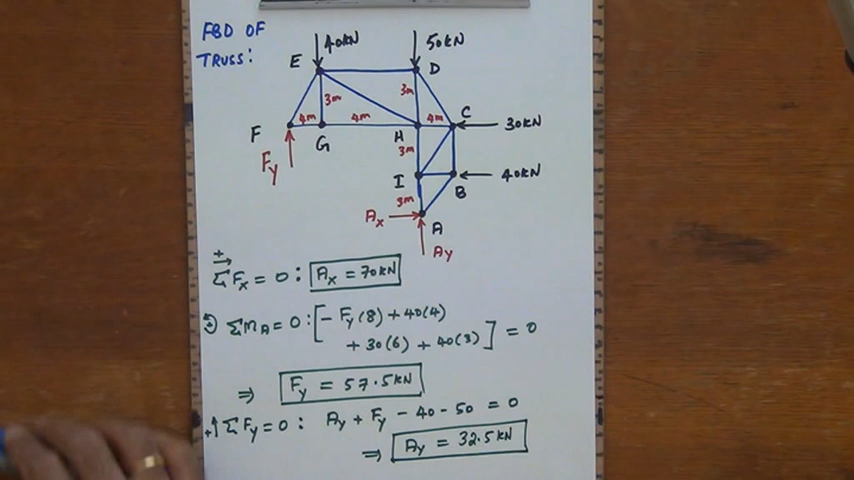 FBD OF
TRUSS:
40KN
50KN
E
D
3m
3m
C
4m
4m
4m
30KN
F
G
H
Fy
3m
I
40KN
B
3m
Ax
A
Ay
+→
ΣFx = 0 : Ax = 70KN
↺+ ΣMA = 0 : [- Fy(8) + 40(4)
+ 30(6) + 40(3)] = 0
⇒ Fy = 57.5KN
+↑ ΣFy = 0 : Ay + Fy - 40 - 50 = 0
⇒ Ay = 32.5KN